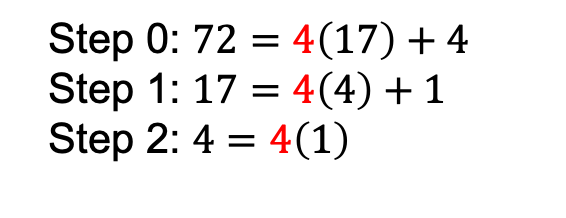 Step 0: 72 = 4(17) + 4
Step 1: 17 = 4(4) + 1
Step 2: 4 = 4(1)